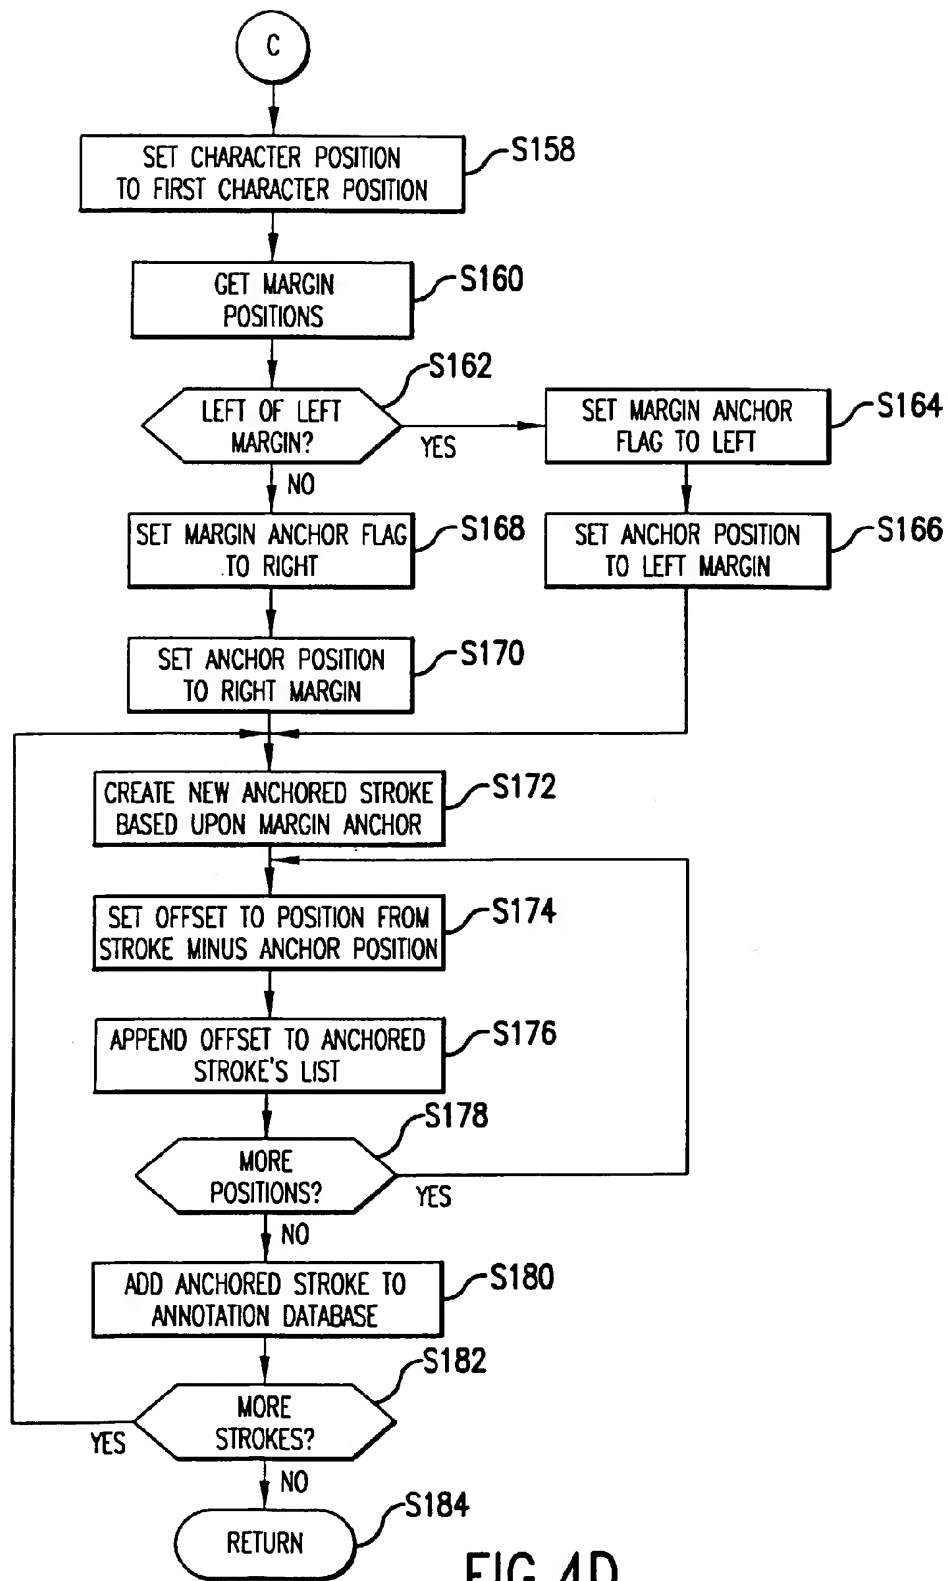 C
SET CHARACTER POSITION
TO FIRST CHARACTER POSITION
S158
GET MARGIN
POSITIONS
S160
LEFT OF LEFT
MARGIN?
S162
YES
NO
SET MARGIN ANCHOR
FLAG TO LEFT
S164
SET MARGIN ANCHOR FLAG
TO RIGHT
S168
SET ANCHOR POSITION
TO LEFT MARGIN
S166
SET ANCHOR POSITION
TO RIGHT MARGIN
S170
CREATE NEW ANCHORED STROKE
BASED UPON MARGIN ANCHOR
S172
SET OFFSET TO POSITION FROM
STROKE MINUS ANCHOR POSITION
S174
APPEND OFFSET TO ANCHORED
STROKE'S LIST
S176
MORE
POSITIONS?
S178
YES
NO
ADD ANCHORED STROKE TO
ANNOTATION DATABASE
S180
MORE
STROKES?
S182
YES
NO
RETURN
S184
FIG.4D